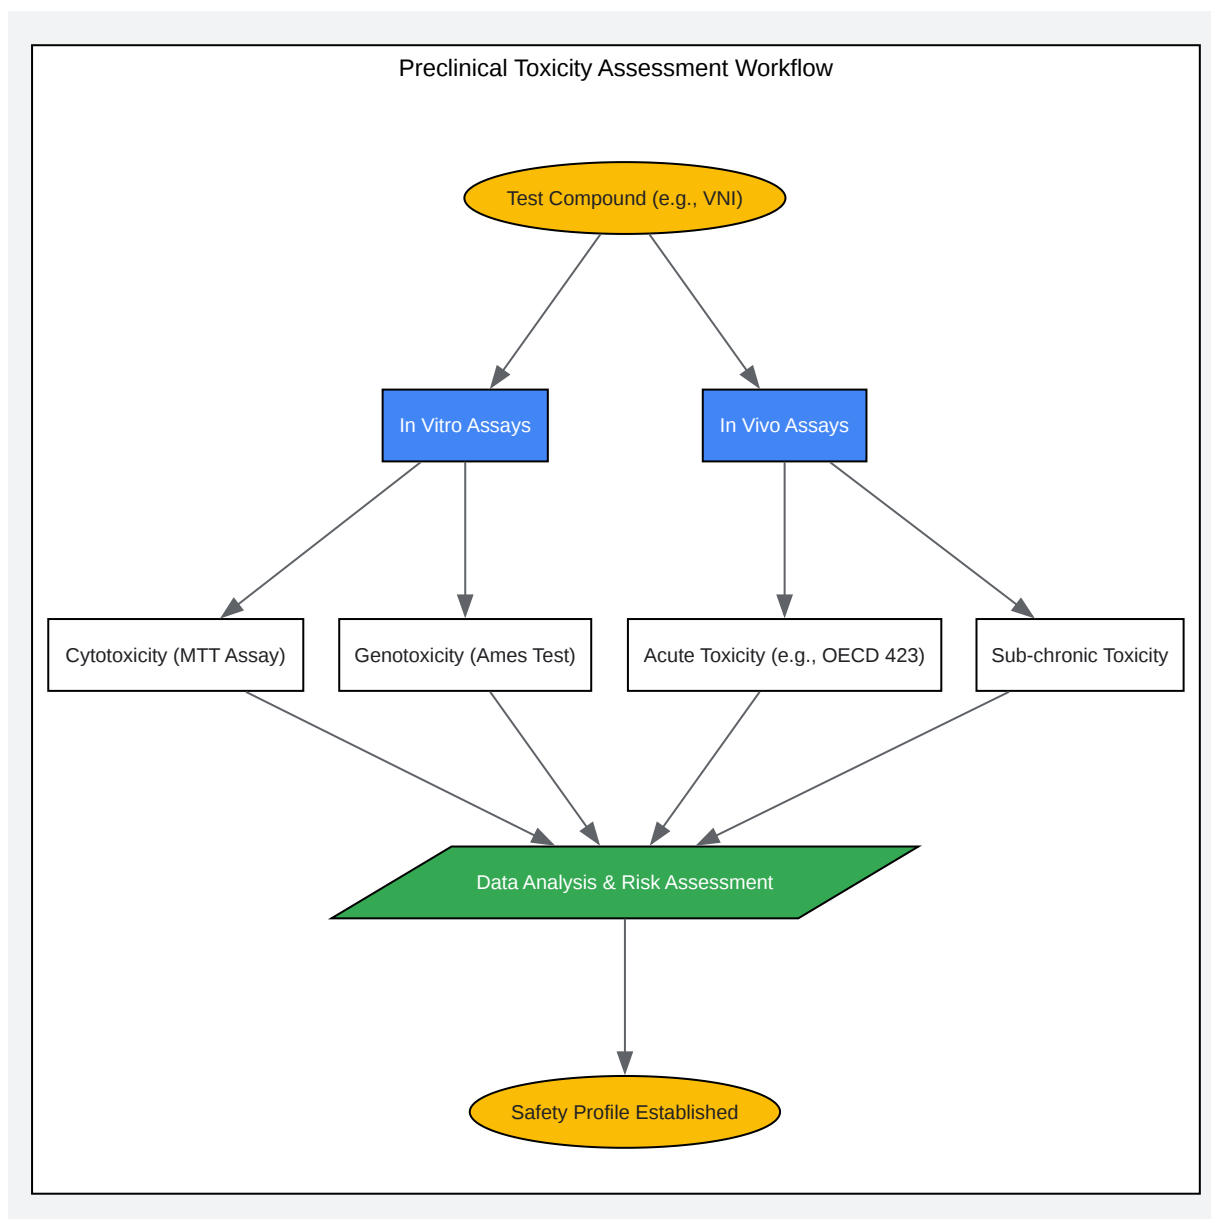 Preclinical Toxicity Assessment Workflow
Test Compound (e.g., VNI)
In Vitro Assays
In Vivo Assays
Cytotoxicity (MTT Assay)
Genotoxicity (Ames Test)
Acute Toxicity (e.g., OECD 423)
Sub-chronic Toxicity
Data Analysis & Risk Assessment
Safety Profile Established